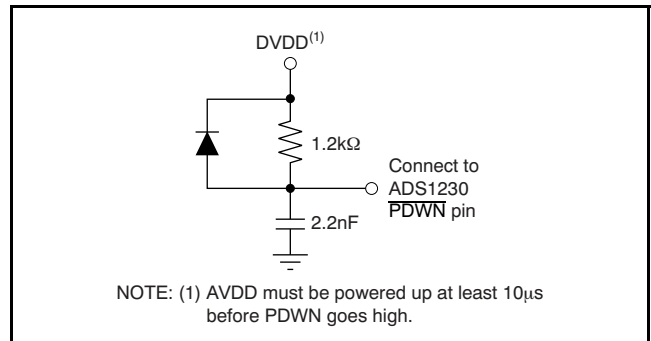 DVDD(1)
1.2kΩ
Connect to
ADS1230
PDWN pin
2.2nF
NOTE: (1) AVDD must be powered up at least 10μs
before PDWN goes high.